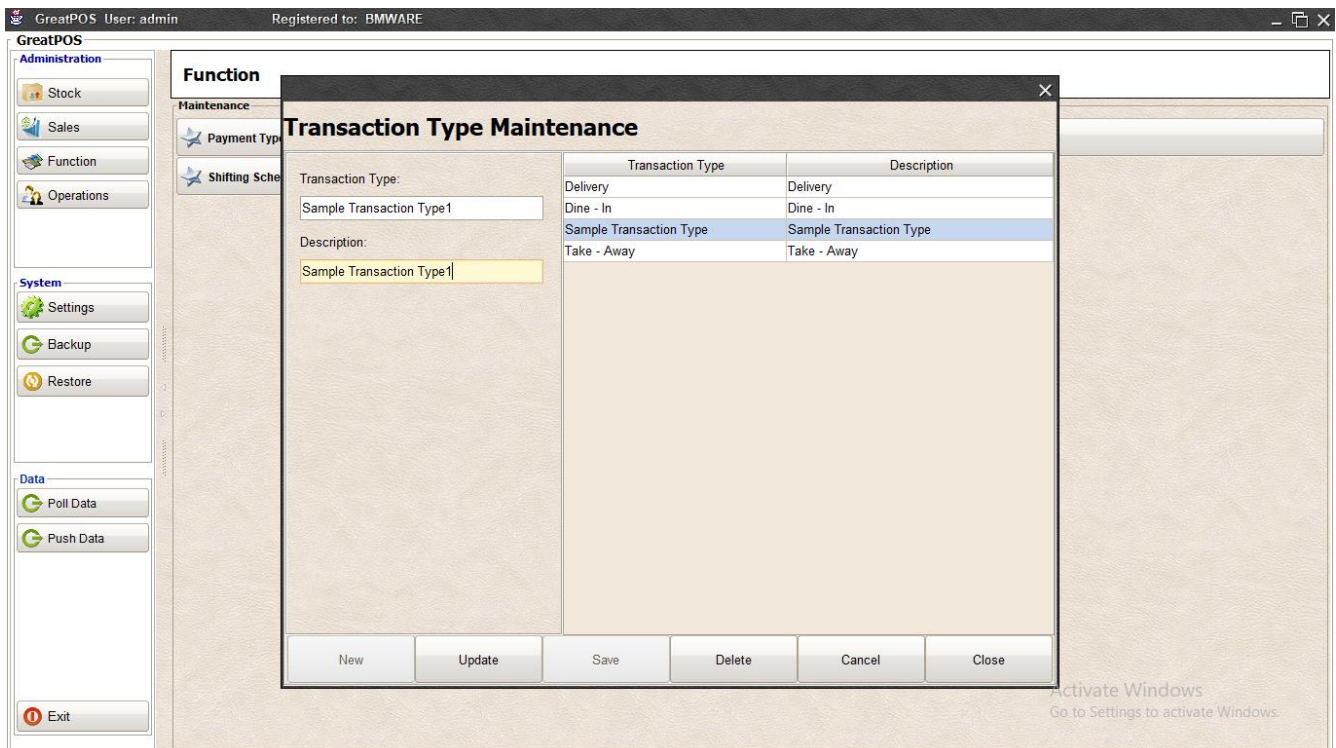 GreatPOS User: admin Registered to: BMWARE
GreatPOS
Administration
Stock
Sales
Function
Operations
System
Settings
Backup
Restore
Data
Poll Data
Push Data
Exit
Function
Maintenance
Payment Typ
Shifting Sche
Transaction Type Maintenance
Transaction Type:
Sample Transaction Type1
Description:
Sample Transaction Type1
Transaction Type Description
Delivery Delivery
Dine - In Dine - In
Sample Transaction Type Sample Transaction Type
Take - Away Take - Away
New Update Save Delete Cancel Close
Activate Windows
Go to Settings to activate Windows.